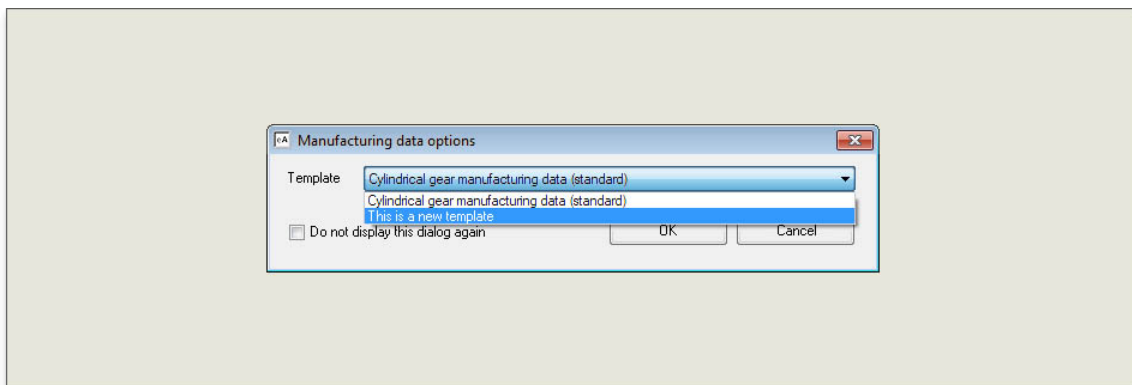 eA Manufacturing data options
Template Cylindrical gear manufacturing data (standard)
Cylindrical gear manufacturing data (standard)
This is a new template
Do not display this dialog again OK Cancel